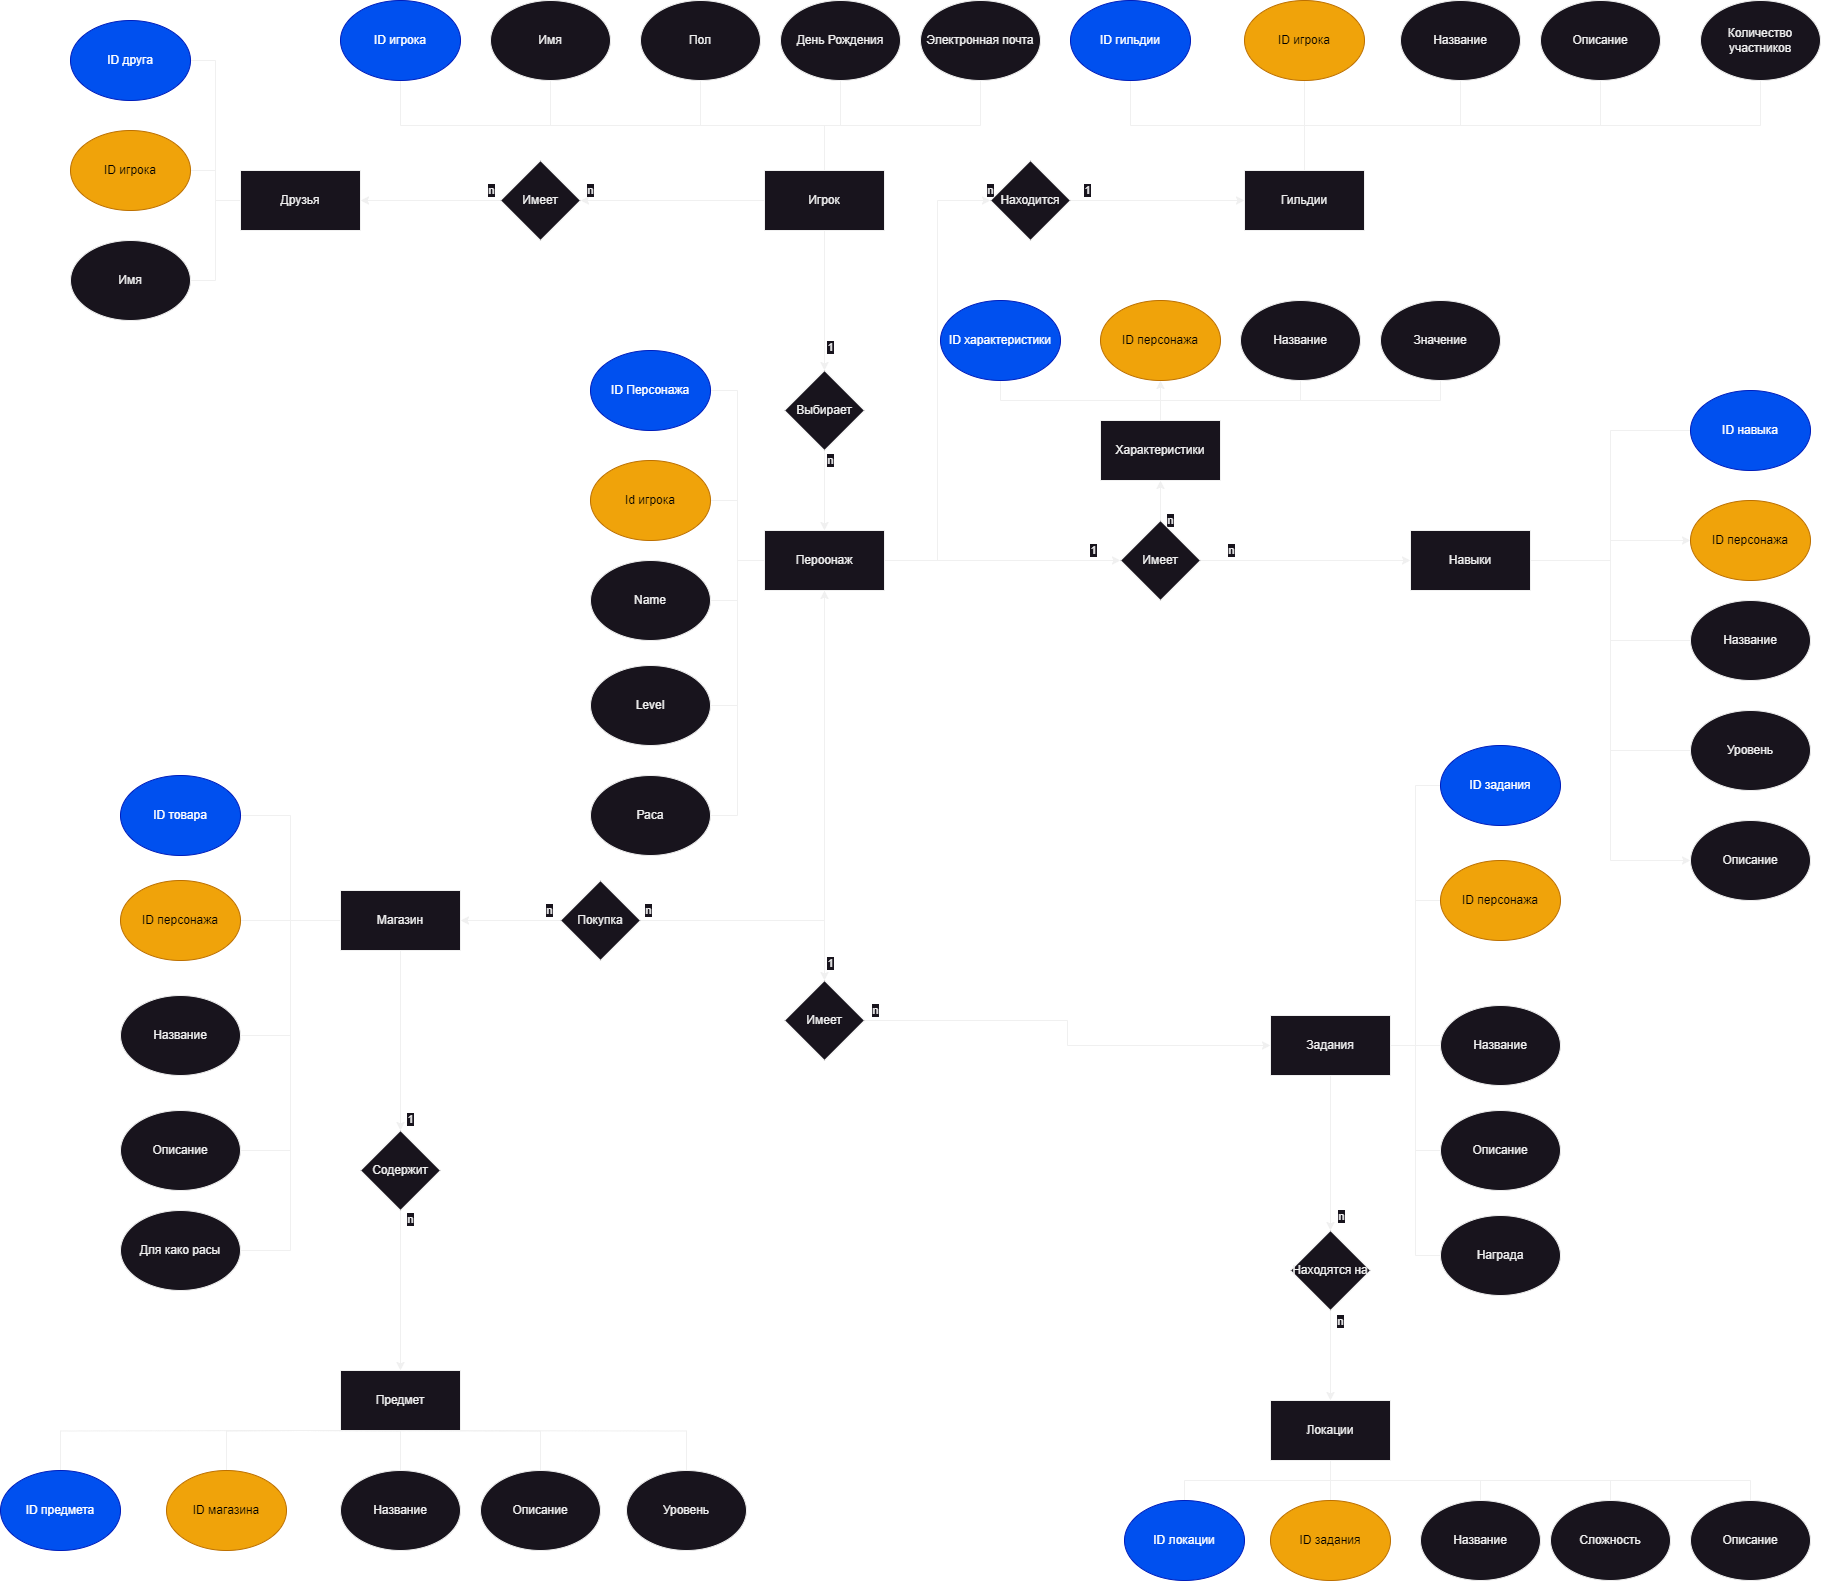 ID игрока
Имя
Пол
День Рождения
Электронная почта
ID гильдии
ID игрока
Название
Описание
Количество
участников
ID друга
ID игрока
Имя
Друзья
n
Имеет
n
Игрок
n
Находится
1
Гильдии
1
Выбирает
n
ID характеристики
ID персонажа
Название
Значение
Характеристики
ID Персонажа
Id игрока
Name
Level
Раса
Пероонаж
1
n
Имеет
n
Навыки
ID навыка
ID персонажа
Название
Уровень
Описание
ID товара
ID персонажа
Название
Описание
Для како расы
Магазин
n
Покупка
n
1
Имеет
n
Задания
ID задания
ID персонажа
Название
Описание
Награда
1
Содержит
n
n
Находятся на
n
Предмет
ID предмета
ID магазина
Название
Описание
Уровень
Локации
ID локации
ID задания
Название
Сложность
Описание